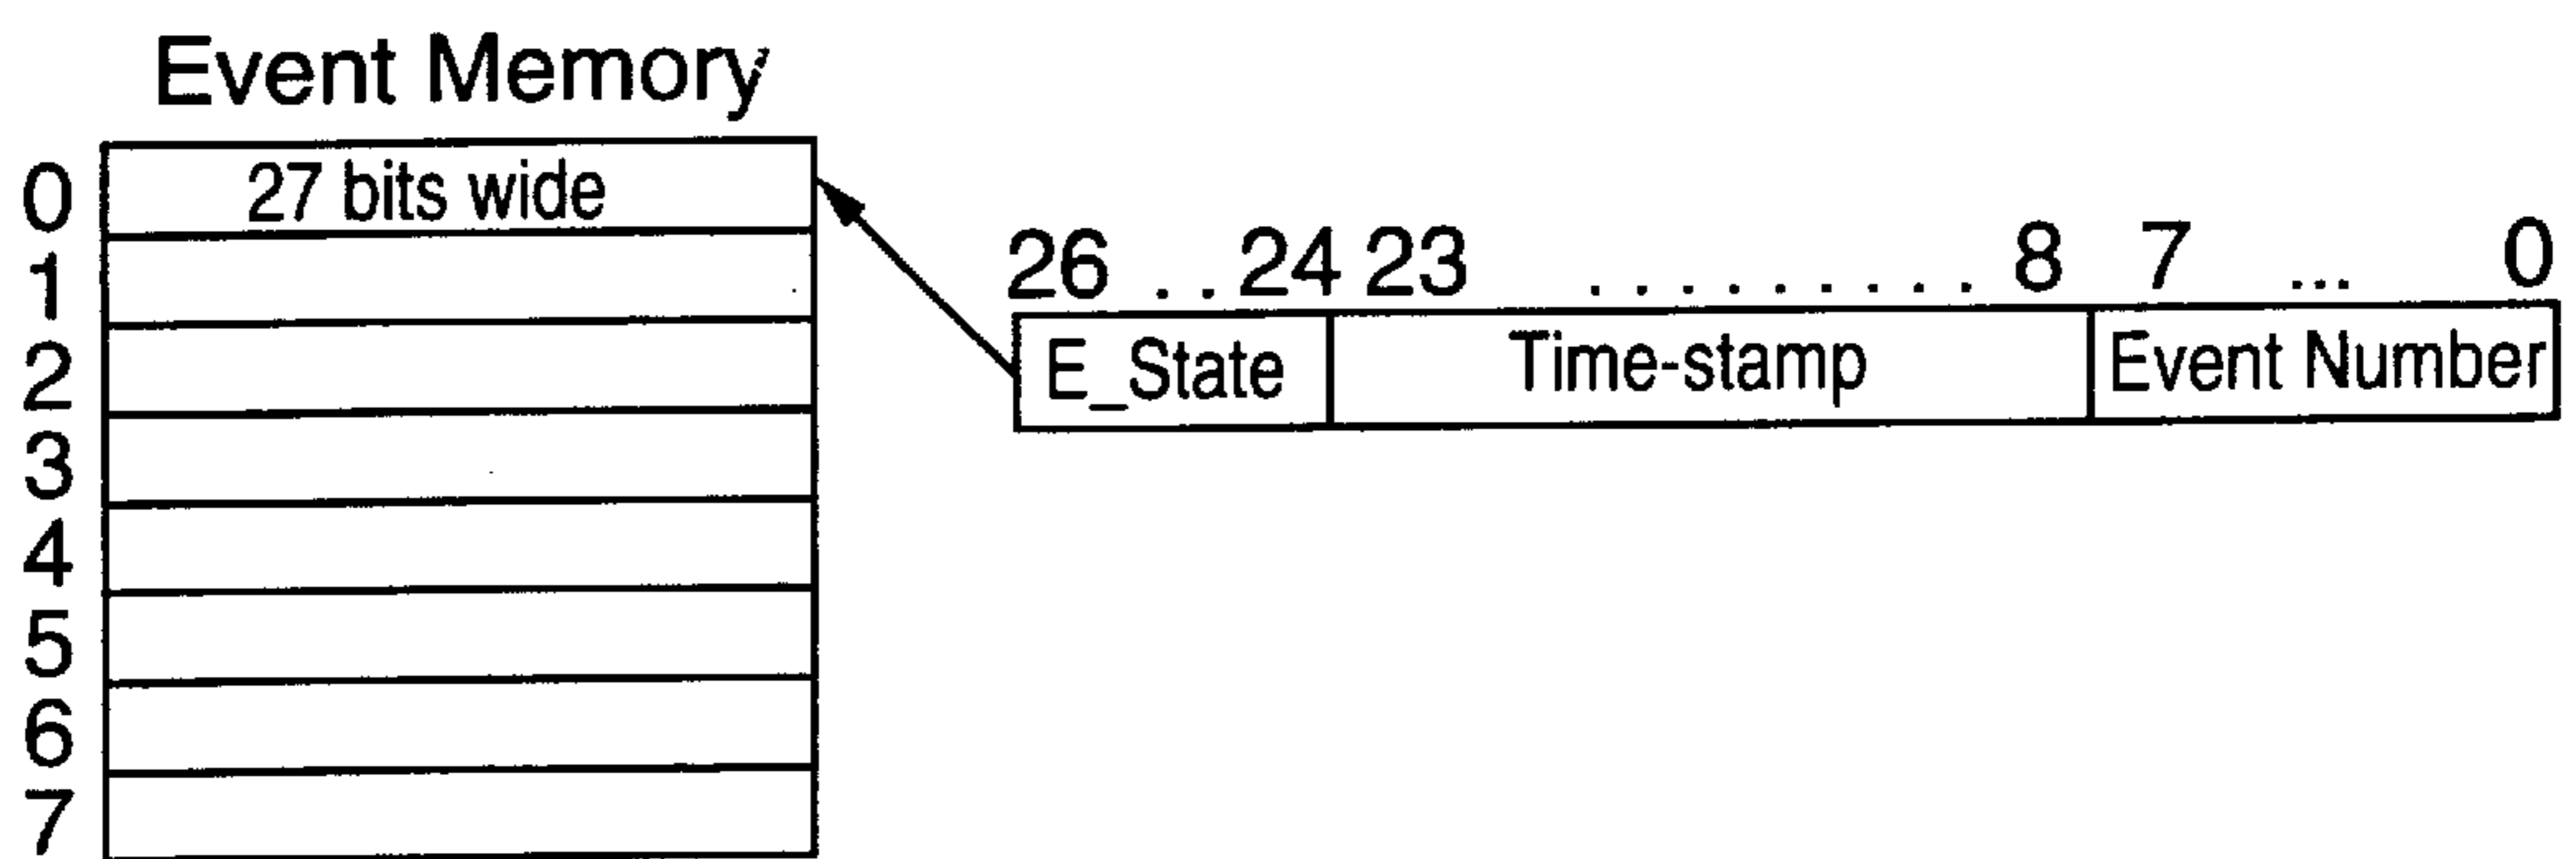 Event Memory
0 27 bits wide
1
2
3
4
5
6
7
26 . . 24 23 . . . . . . . . . 8 7 ... 0
E_State Time-stamp Event Number